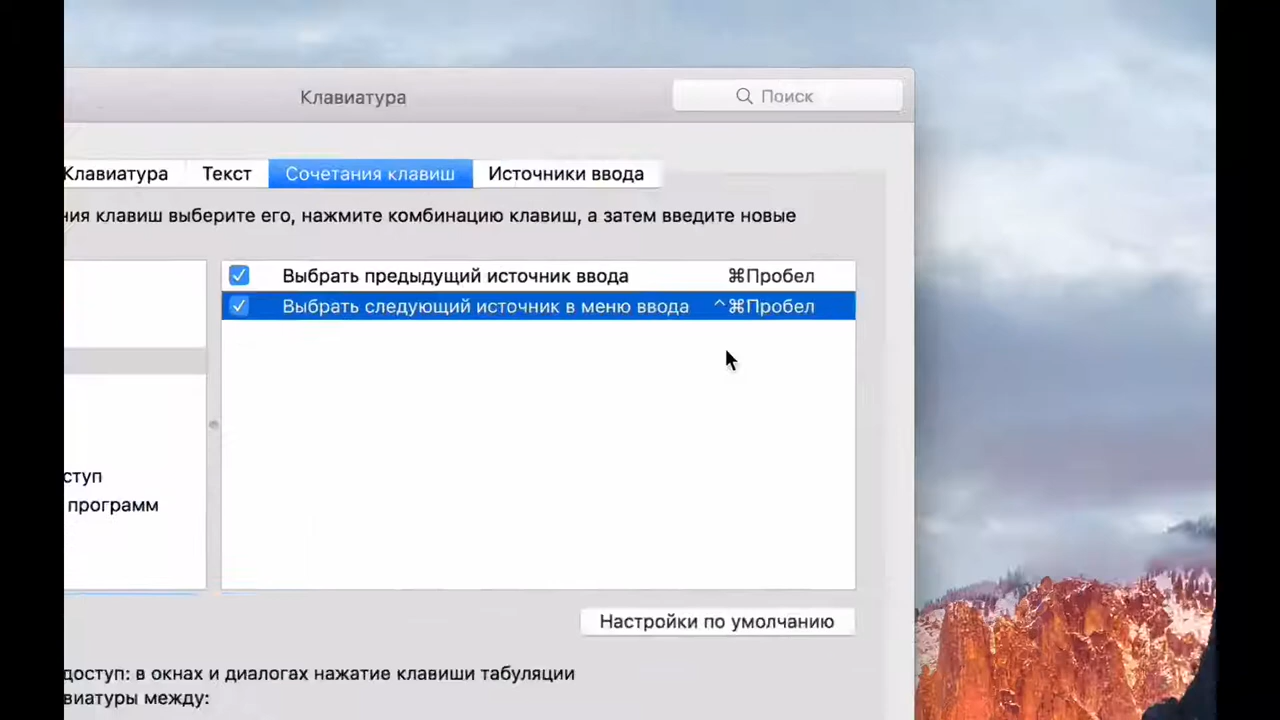 Клавиатура
Поиск
Клавиатура Текст Сочетания клавиш Источники ввода
ния клавиш выберите его, нажмите комбинацию клавиш, а затем введите новые
Выбрать предыдущий источник ввода ⌘Пробел
Выбрать следующий источник в меню ввода ^⌘Пробел
ступ
программ
Настройки по умолчанию
доступ: в окнах и диалогах нажатие клавиши табуляции
виатуры между: